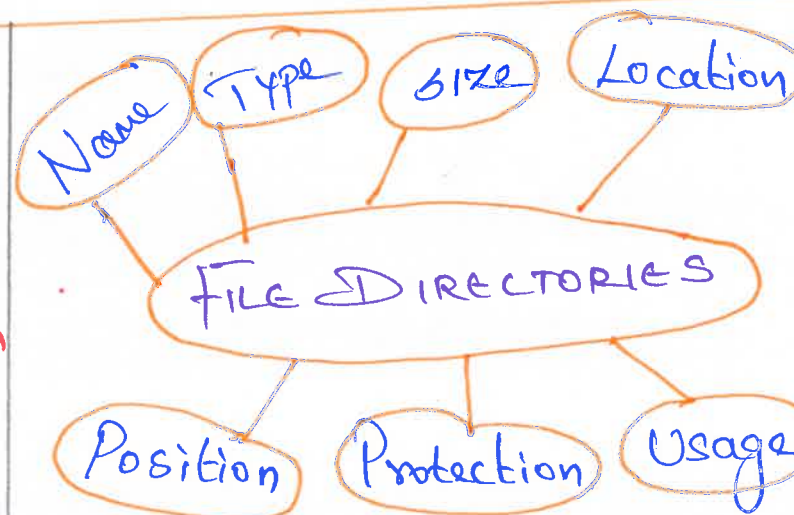 Name Type Size Location
FILE DIRECTORIES
Position Protection Usage